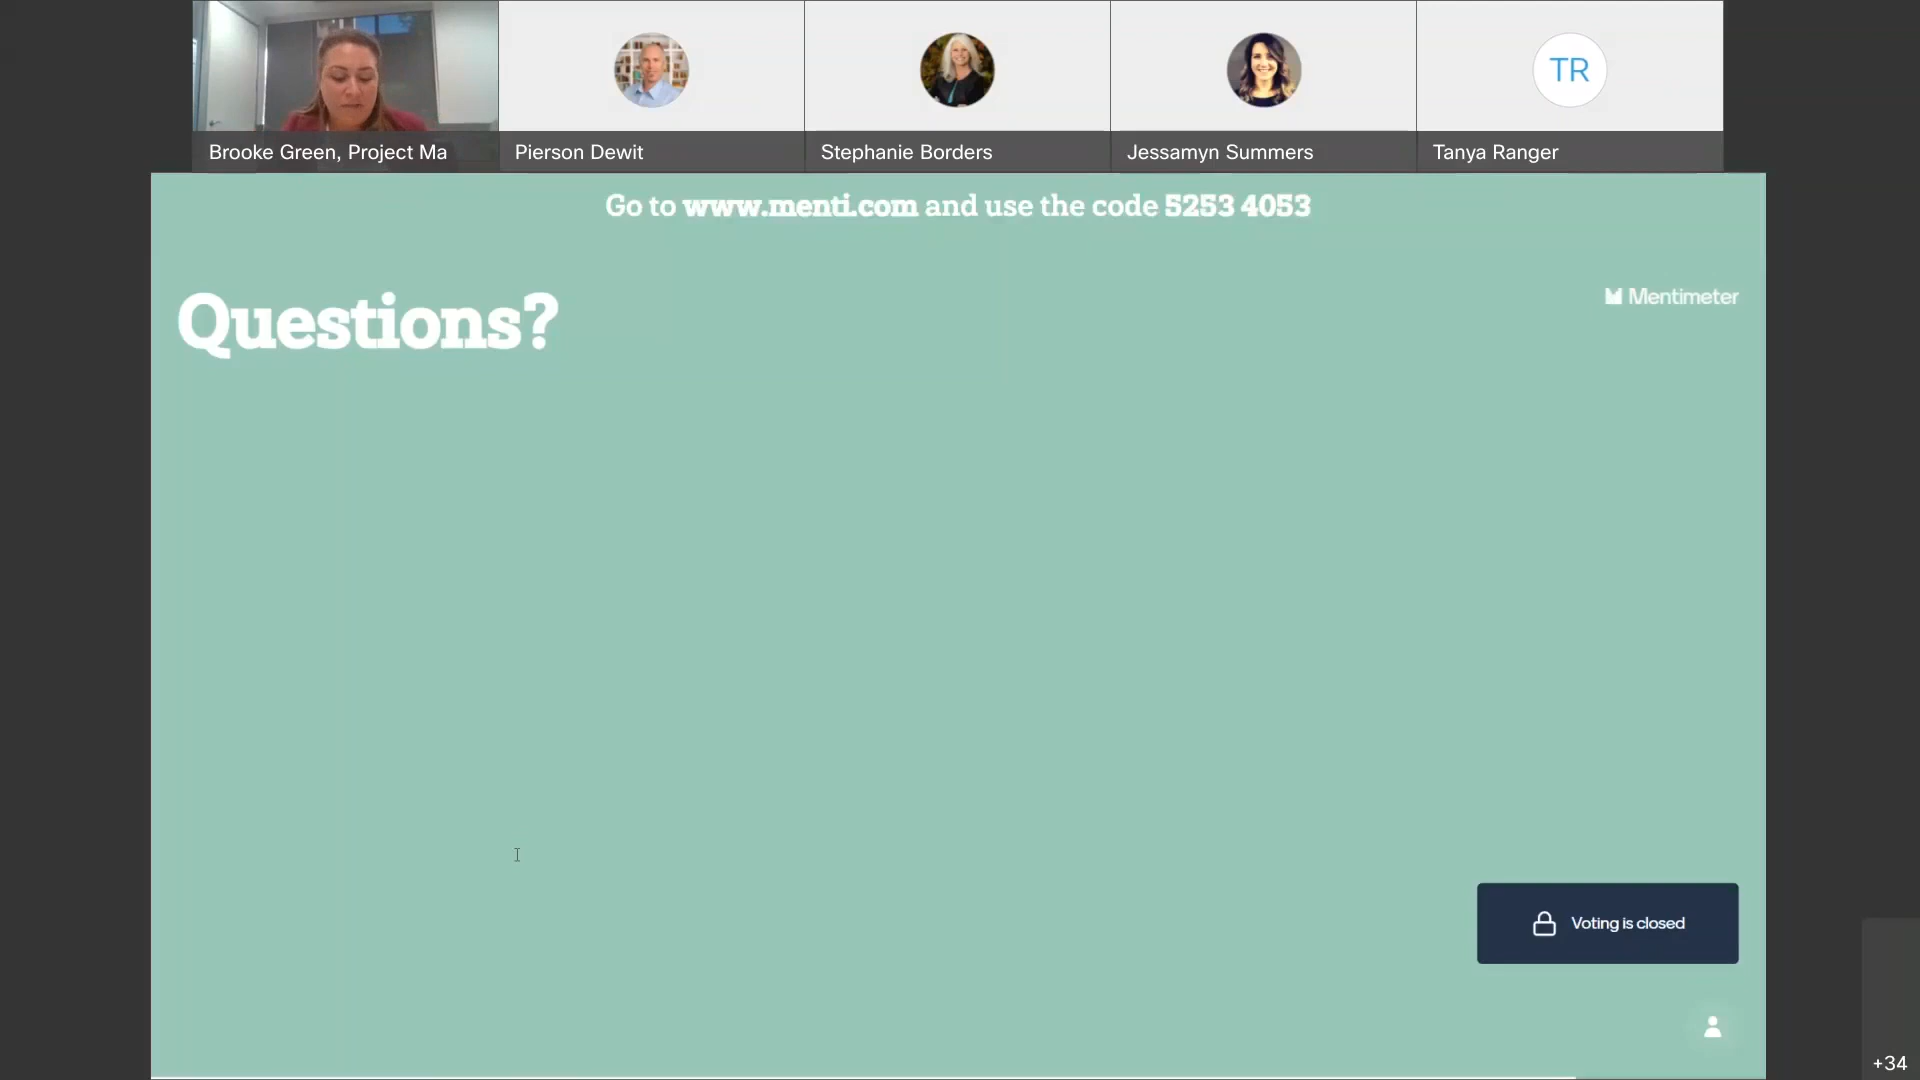 Brooke Green, Project Ma
Pierson Dewit
Stephanie Borders
Jessamyn Summers
TR
Tanya Ranger
Go to www.menti.com and use the code 5253 4053
Questions?
Mentimeter
Voting is closed
+34